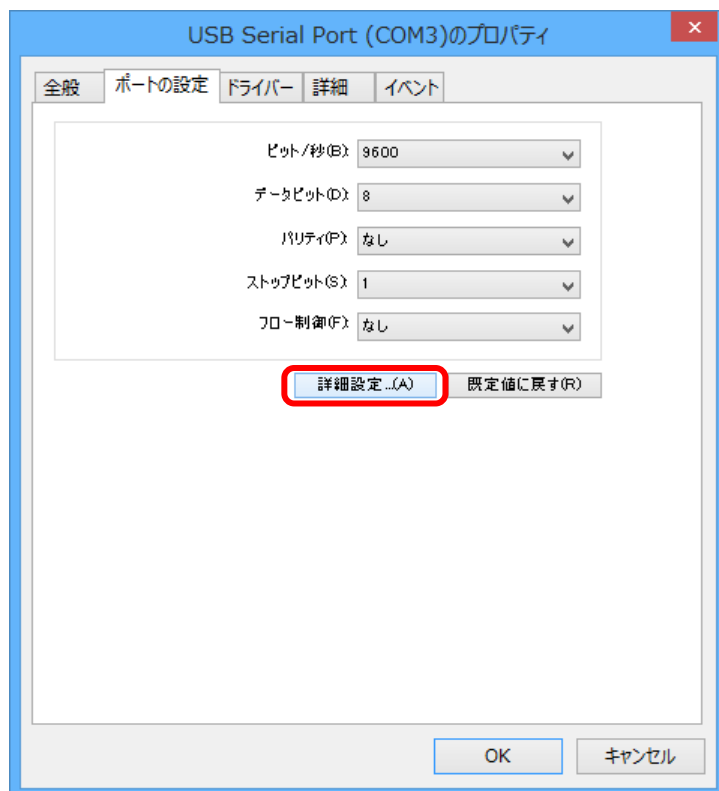 USB Serial Port (COM3)のプロパティ
全般 ポートの設定 ドライバー 詳細 イベント
ビット/秒(B): 9600
データビット(D): 8
パリティ(P): なし
ストップビット(S): 1
フロー制御(F): なし
詳細設定...(A) 既定値に戻す(R)
OK キャンセル